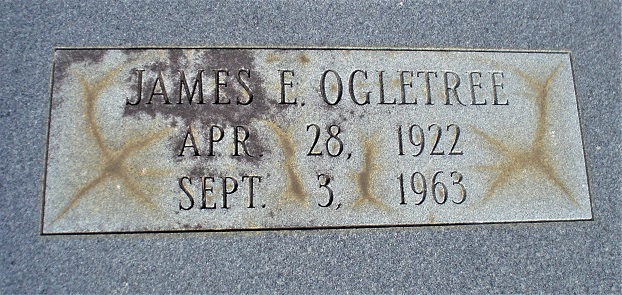 JAMES E. OGLETREE
APR. 28, 1922
SEPT. 3, 1963